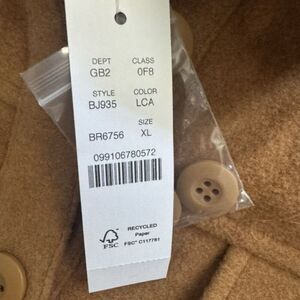 DEPT CLASS
GB2 0F8
STYLE COLOR
BJ935 LCA
SIZE
BR6756 XL
099106780572
RECYCLED
Paper
FSC FSC® C117781